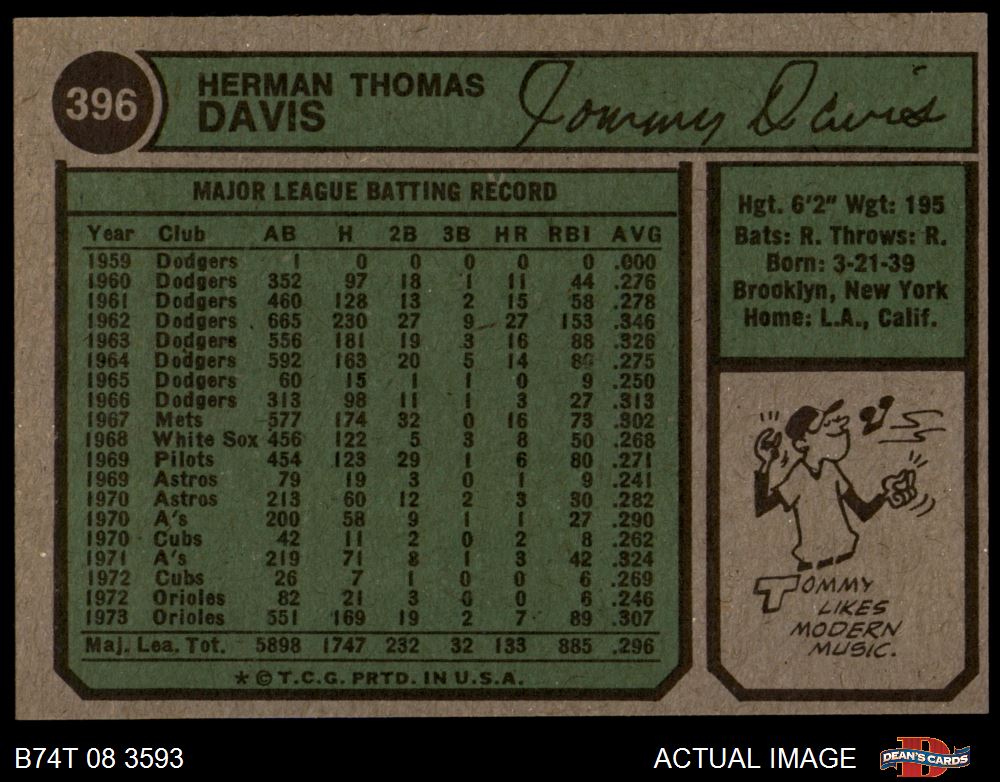 396
HERMAN THOMAS
DAVIS
Tommy Davis
MAJOR LEAGUE BATTING RECORD
Year Club AB H 2B 3B HR RBI AVG
1959 Dodgers 1 0 0 0 0 0 .000
1960 Dodgers 352 97 18 1 11 44 .276
1961 Dodgers 460 128 13 2 15 58 .278
1962 Dodgers 665 230 27 9 27 153 .346
1963 Dodgers 556 181 19 3 16 88 .326
1964 Dodgers 592 163 20 5 14 .275
1965 Dodgers 60 15 1 1 0 9 .250
1966 Dodgers 313 98 11 1 3 27 .313
1967 Mets 577 174 32 0 16 73 .302
1968 White Sox 456 122 5 3 8 50 .268
1969 Pilots 454 123 29 1 6 80 .271
1969 Astros 79 19 3 0 1 9 .241
1970 Astros 213 60 12 2 3 30 .282
1970 A's 200 58 9 1 1 27 .290
1970 Cubs 42 11 2 0 2 8 .262
1971 A's 219 71 8 1 3 42 .324
1972 Cubs 26 7 1 0 0 6 .269
1972 Orioles 82 21 3 0 0 6 .246
1973 Orioles 551 169 19 2 7 89 .307
Maj. Lea. Tot. 5898 1747 232 32 133 885 .296
* © T.C.G. PRTD. IN U.S.A.
Hgt. 6'2" Wgt: 195
Bats: R. Throws: R.
Born: 3-21-39
Brooklyn, New York
Home: L.A., Calif.
TOMMY
LIKES
MODERN
MUSIC.
B74T 08 3593
ACTUAL IMAGE
DEAN'S CARDS